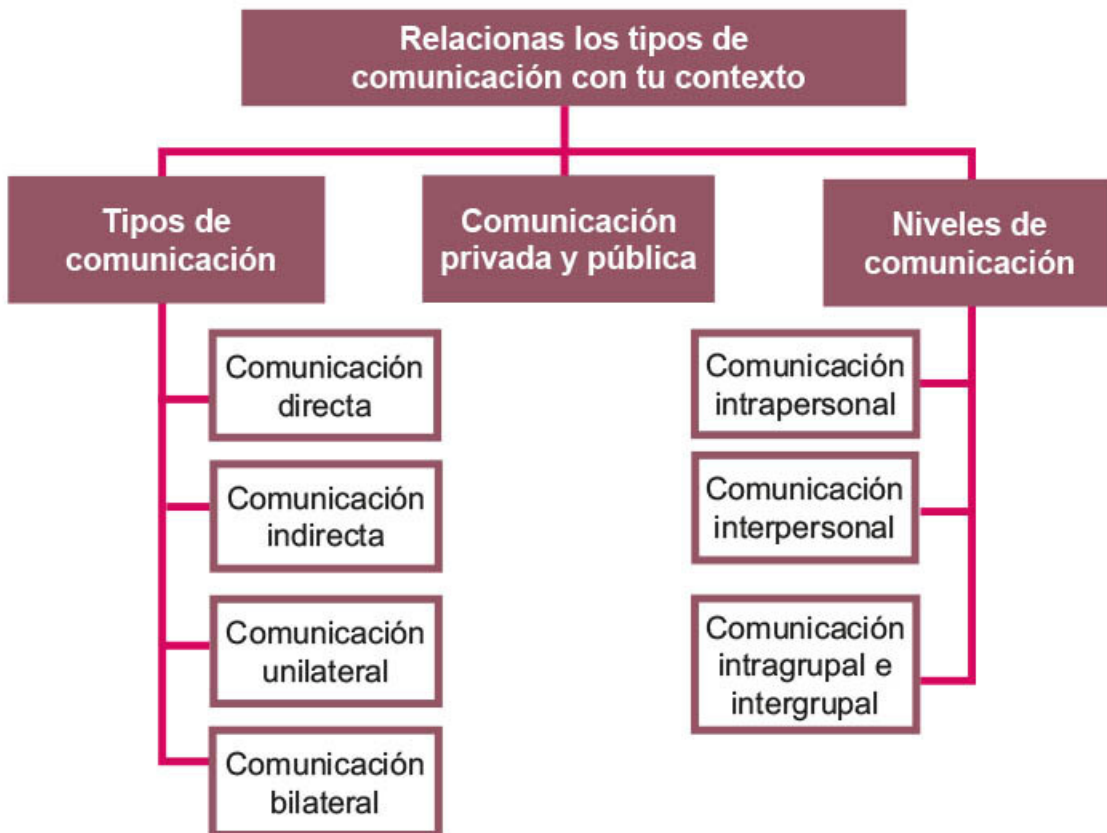 Relacionas los tipos de
comunicación con tu contexto
Tipos de
comunicación
Comunicación
privada y pública
Niveles de
comunicación
Comunicación
directa
Comunicación
indirecta
Comunicación
unilateral
Comunicación
bilateral
Comunicación
intrapersonal
Comunicación
interpersonal
Comunicación
intragrupal e
intergrupal